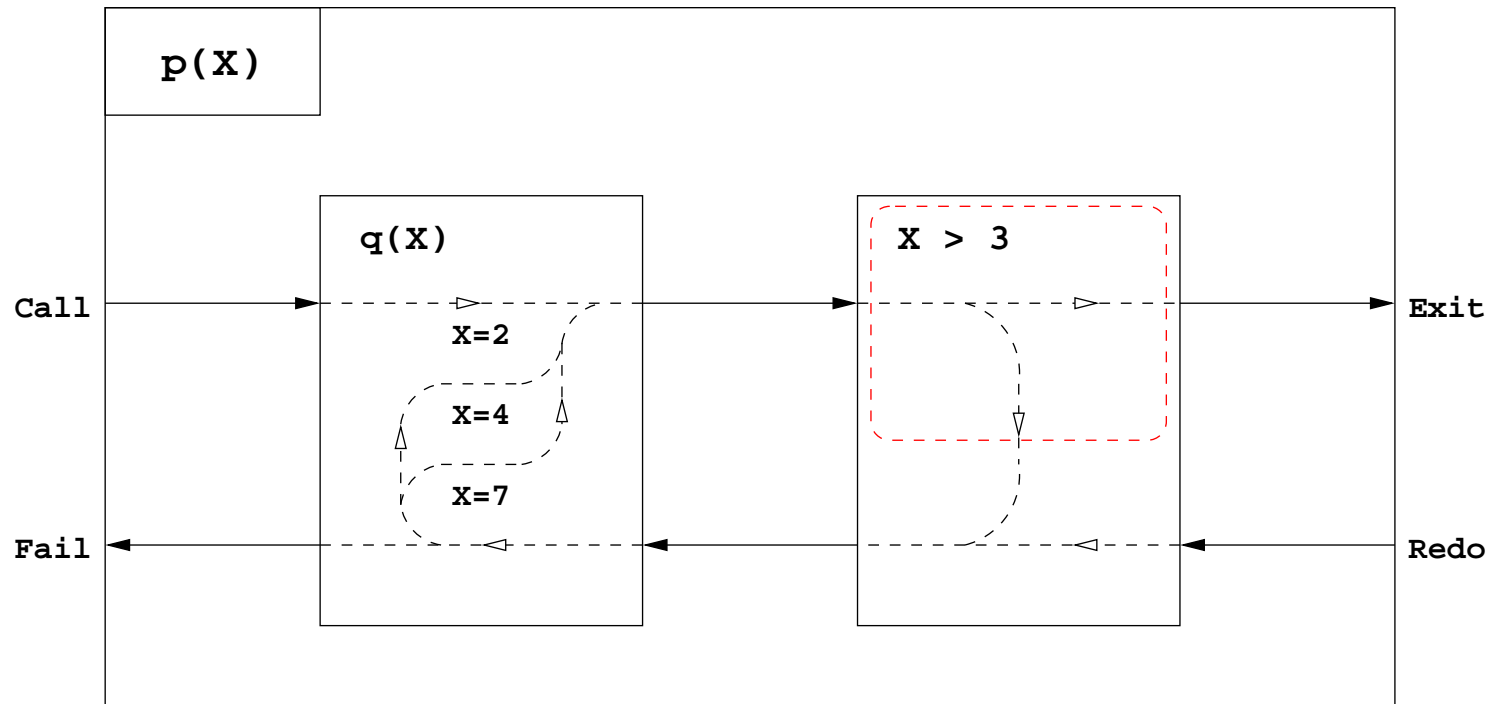 p(X)
q(X)
X > 3
Call
Exit
X=2
X=4
X=7
Fail
Redo